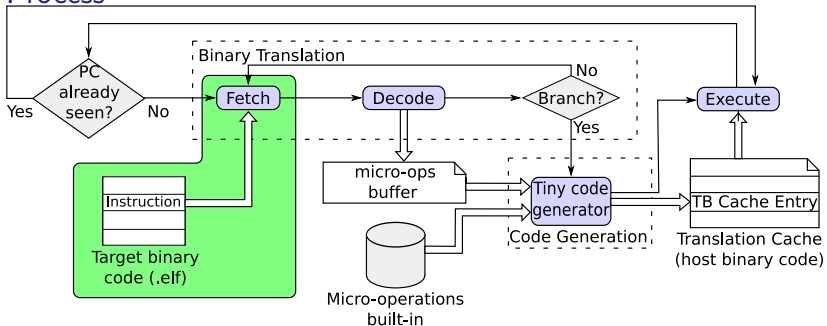 Process
Binary Translation
PC
already
seen?
Yes
No
Fetch
Decode
No
Branch?
Yes
Execute
Instruction
Target binary
code (.elf)
micro-ops
buffer
Tiny code
generator
Code Generation
Micro-operations
built-in
TB Cache Entry
Translation Cache
(host binary code)